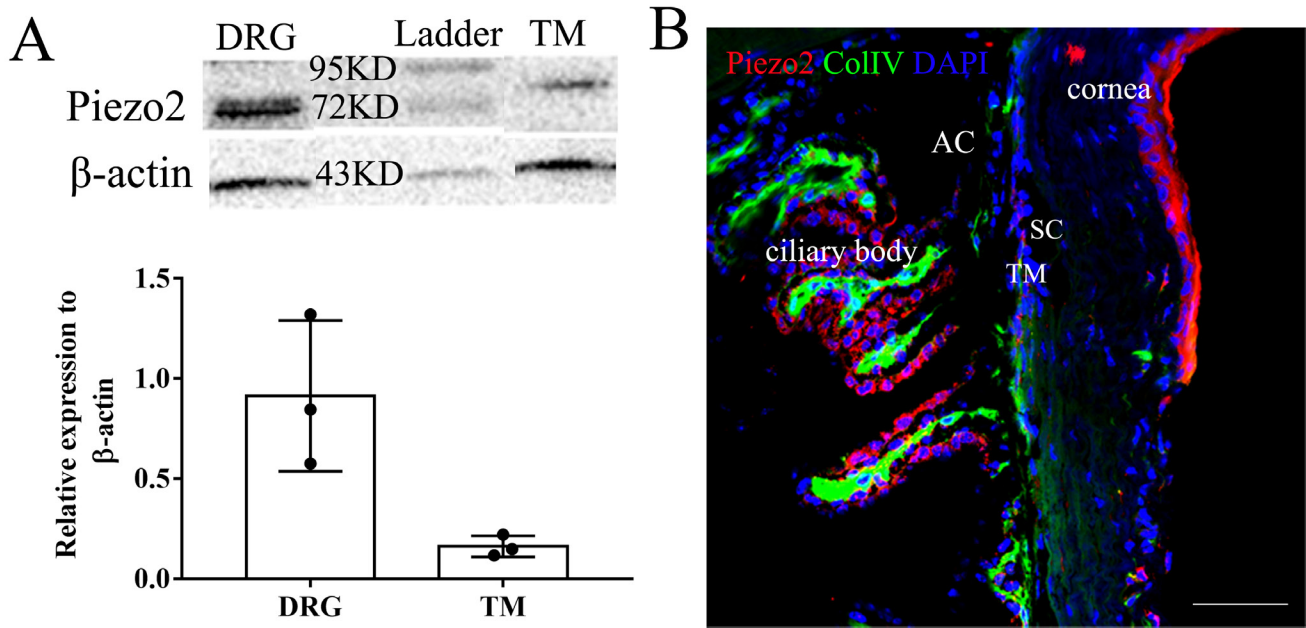 A
DRG Ladder TM
95KD
Piezo2 72KD
β-actin 43KD
1.5
1.0
0.5
0.0
Relative expression to
β-actin
DRG TM
B
Piezo2 ColIV DAPI
cornea
AC
SC
ciliary body
TM